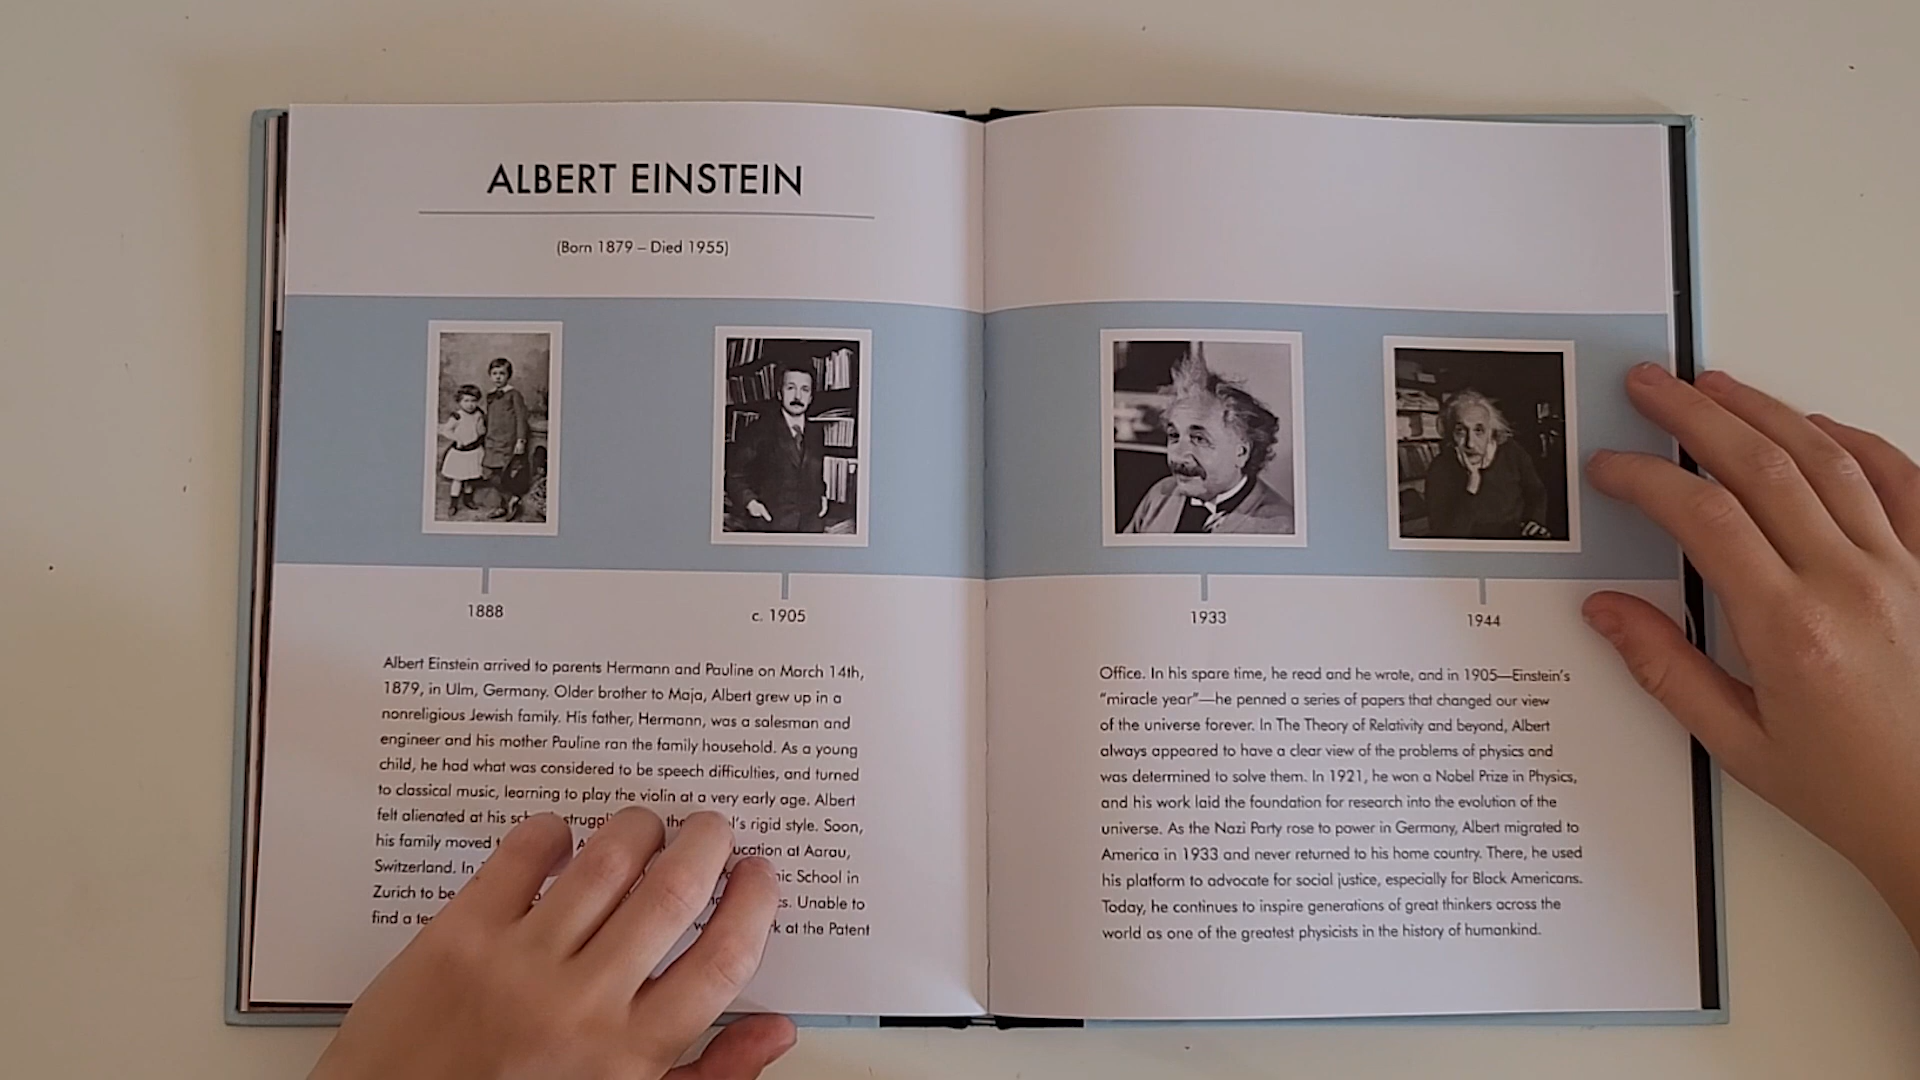 ALBERT EINSTEIN
(Born 1879 – Died 1955)
1888
c. 1905
Albert Einstein arrived to parents Hermann and Pauline on March 14th,
1879, in Ulm, Germany. Older brother to Maja, Albert grew up in a
nonreligious Jewish family. His father, Hermann, was a salesman and
engineer and his mother Pauline ran the family household. As a young
child, he had what was considered to be speech difficulties, and turned
to classical music, learning to play the violin at a very early age. Albert
felt alienated at his rigid style. Soon,
his family moved at Aarau,
Switzerland. In School in
Zurich to be Unable to
find a at the Patent
1933
1944
Office. In his spare time, he read and he wrote, and in 1905—Einstein's
"miracle year"—he penned a series of papers that changed our view
of the universe forever. In The Theory of Relativity and beyond, Albert
always appeared to have a clear view of the problems of physics and
was determined to solve them. In 1921, he won a Nobel Prize in Physics,
and his work laid the foundation for research into the evolution of the
universe. As the Nazi Party rose to power in Germany, Albert migrated to
America in 1933 and never returned to his home country. There, he used
his platform to advocate for social justice, especially for Black Americans.
Today, he continues to inspire generations of great thinkers across the
world as one of the greatest physicists in the history of humankind.